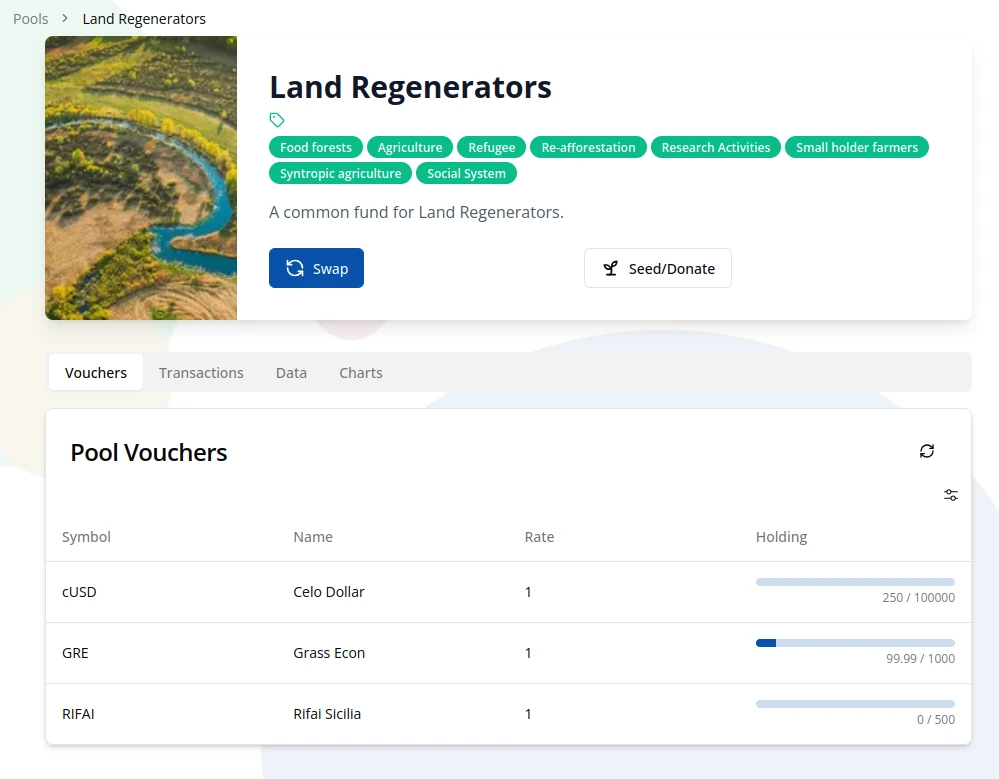 Pools > Land Regenerators
Land Regenerators
Food forests Agriculture Refugee Re-afforestation Research Activities Small holder farmers
Syntropic agriculture Social System
A common fund for Land Regenerators.
Swap Seed/Donate
Vouchers Transactions Data Charts
Pool Vouchers
Symbol Name Rate Holding
cUSD Celo Dollar 1 250 / 100000
GRE Grass Econ 1 99.99 / 1000
RIFAI Rifai Sicilia 1 0 / 500